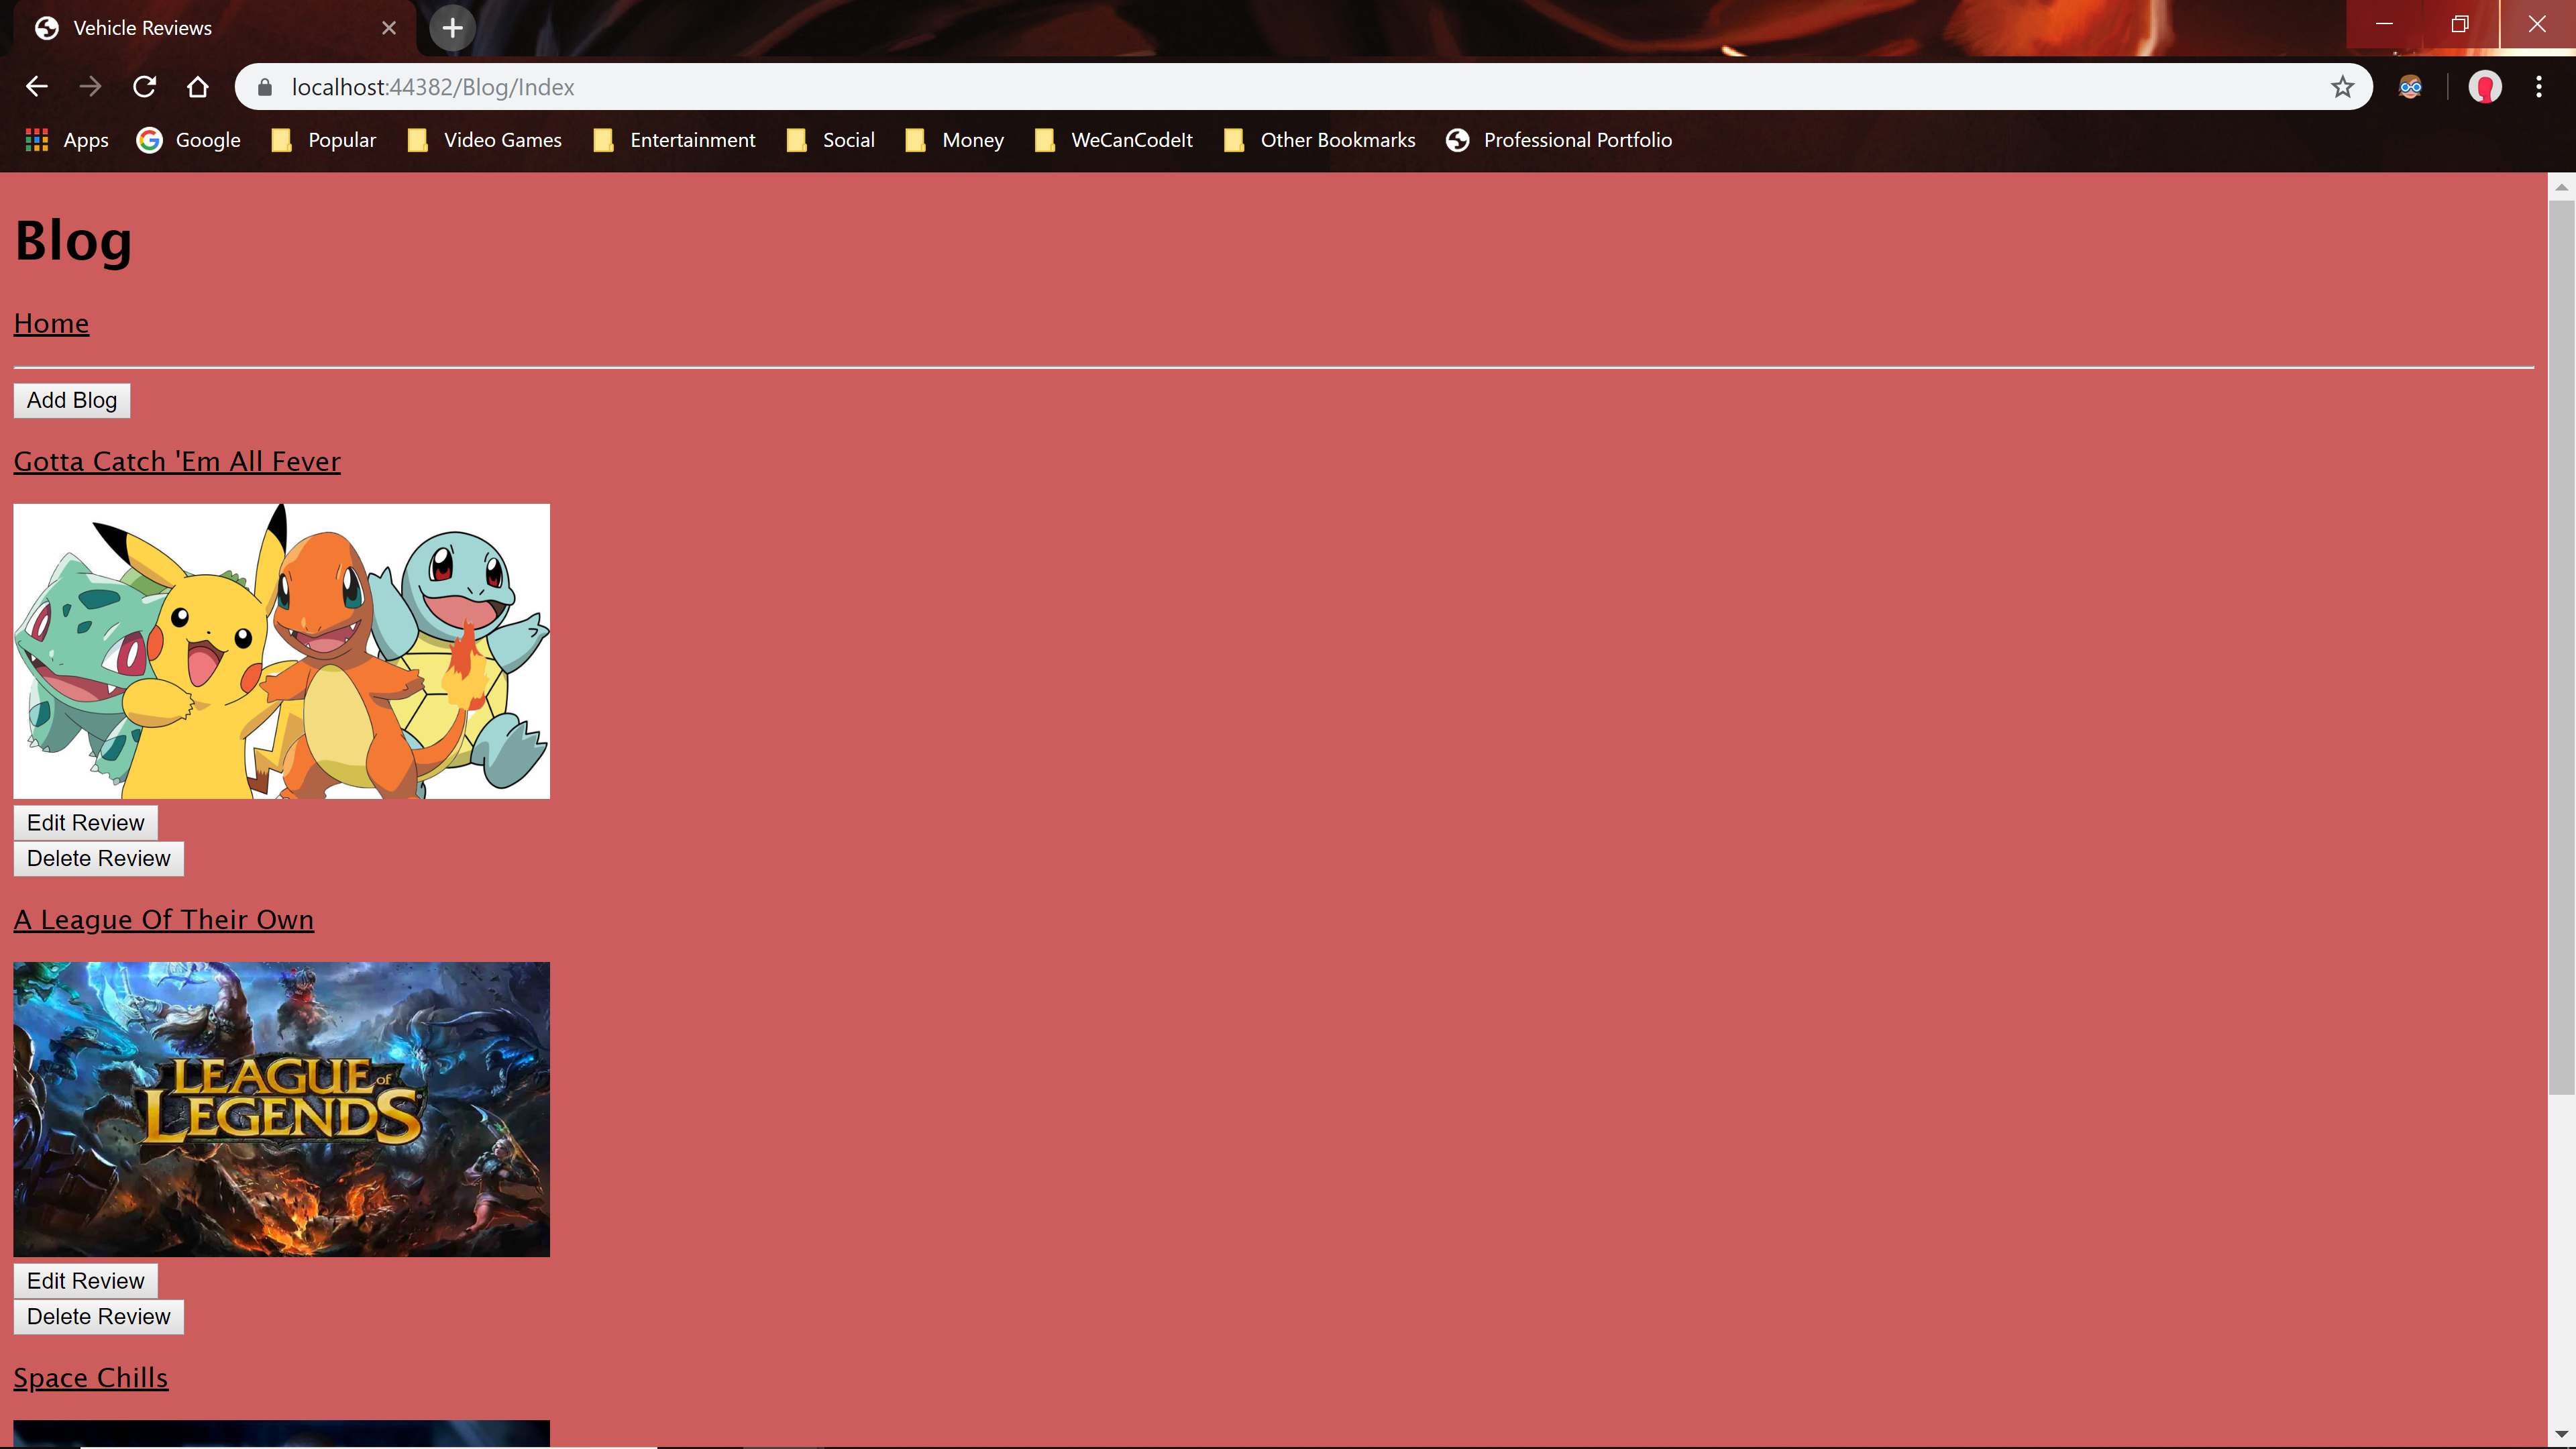 Vehicle Reviews
localhost:44382/Blog/Index
Apps Google Popular Video Games Entertainment Social Money WeCanCodeIt Other Bookmarks Professional Portfolio
Blog
Home
Add Blog
Gotta Catch 'Em All Fever
Edit Review
Delete Review
A League Of Their Own
LEAGUE of
LEGENDS
Edit Review
Delete Review
Space Chills